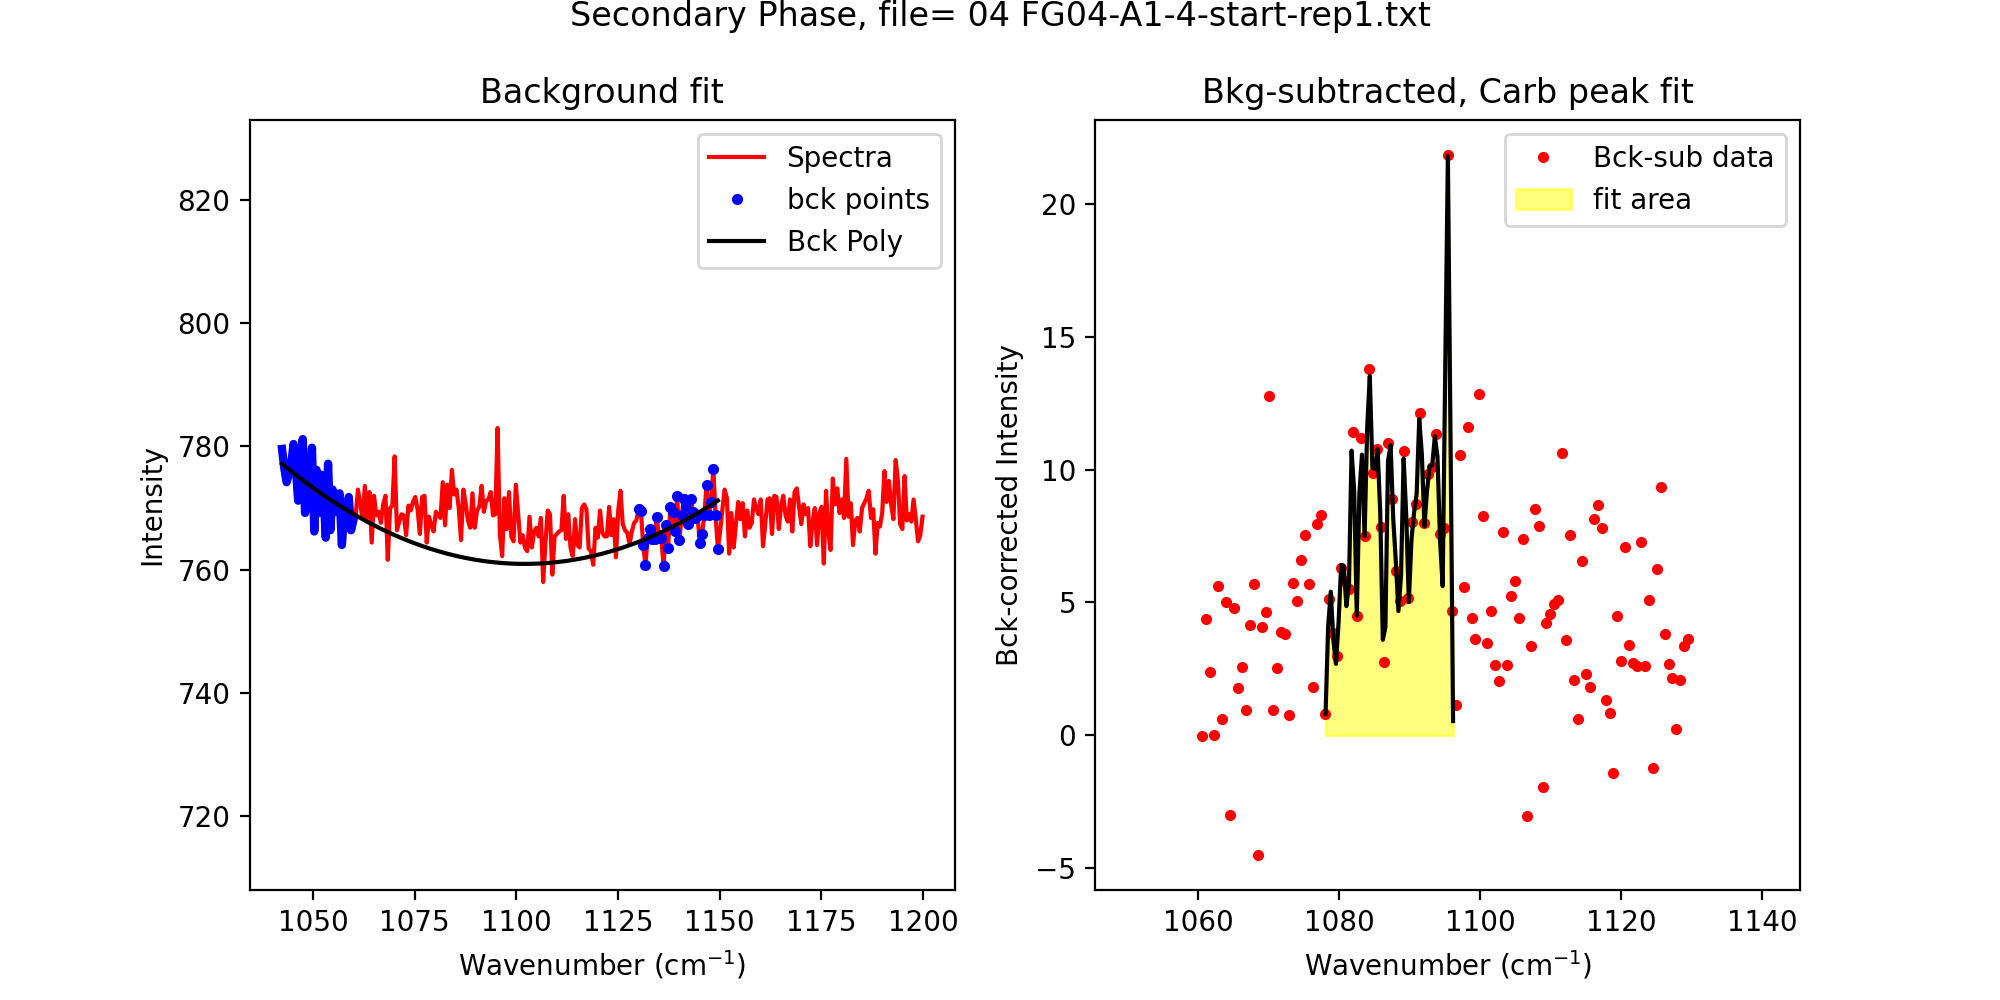 Secondary Phase, file= 04 FG04-A1-4-start-rep1.txt
Background fit
Spectra
bck points
Bck Poly
Intensity
820
800
780
760
740
720
1050 1075 1100 1125 1150 1175 1200
Wavenumber (cm⁻¹)
Bkg-subtracted, Carb peak fit
Bck-sub data
fit area
Bck-corrected Intensity
20
15
10
5
0
−5
1060 1080 1100 1120 1140
Wavenumber (cm⁻¹)